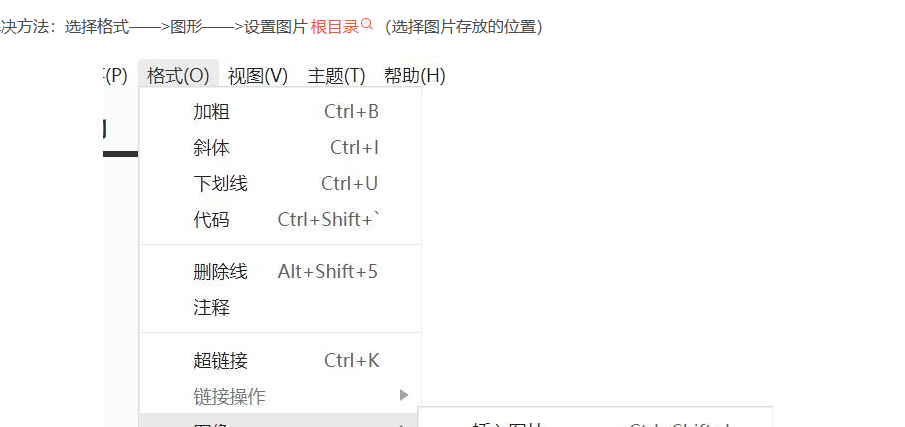 决方法：选择格式——>图形——>设置图片 根目录 （选择图片存放的位置）
(P) 格式(O) 视图(V) 主题(T) 帮助(H)
加粗 Ctrl+B
斜体 Ctrl+I
下划线 Ctrl+U
代码 Ctrl+Shift+`
删除线 Alt+Shift+5
注释
超链接 Ctrl+K
链接操作